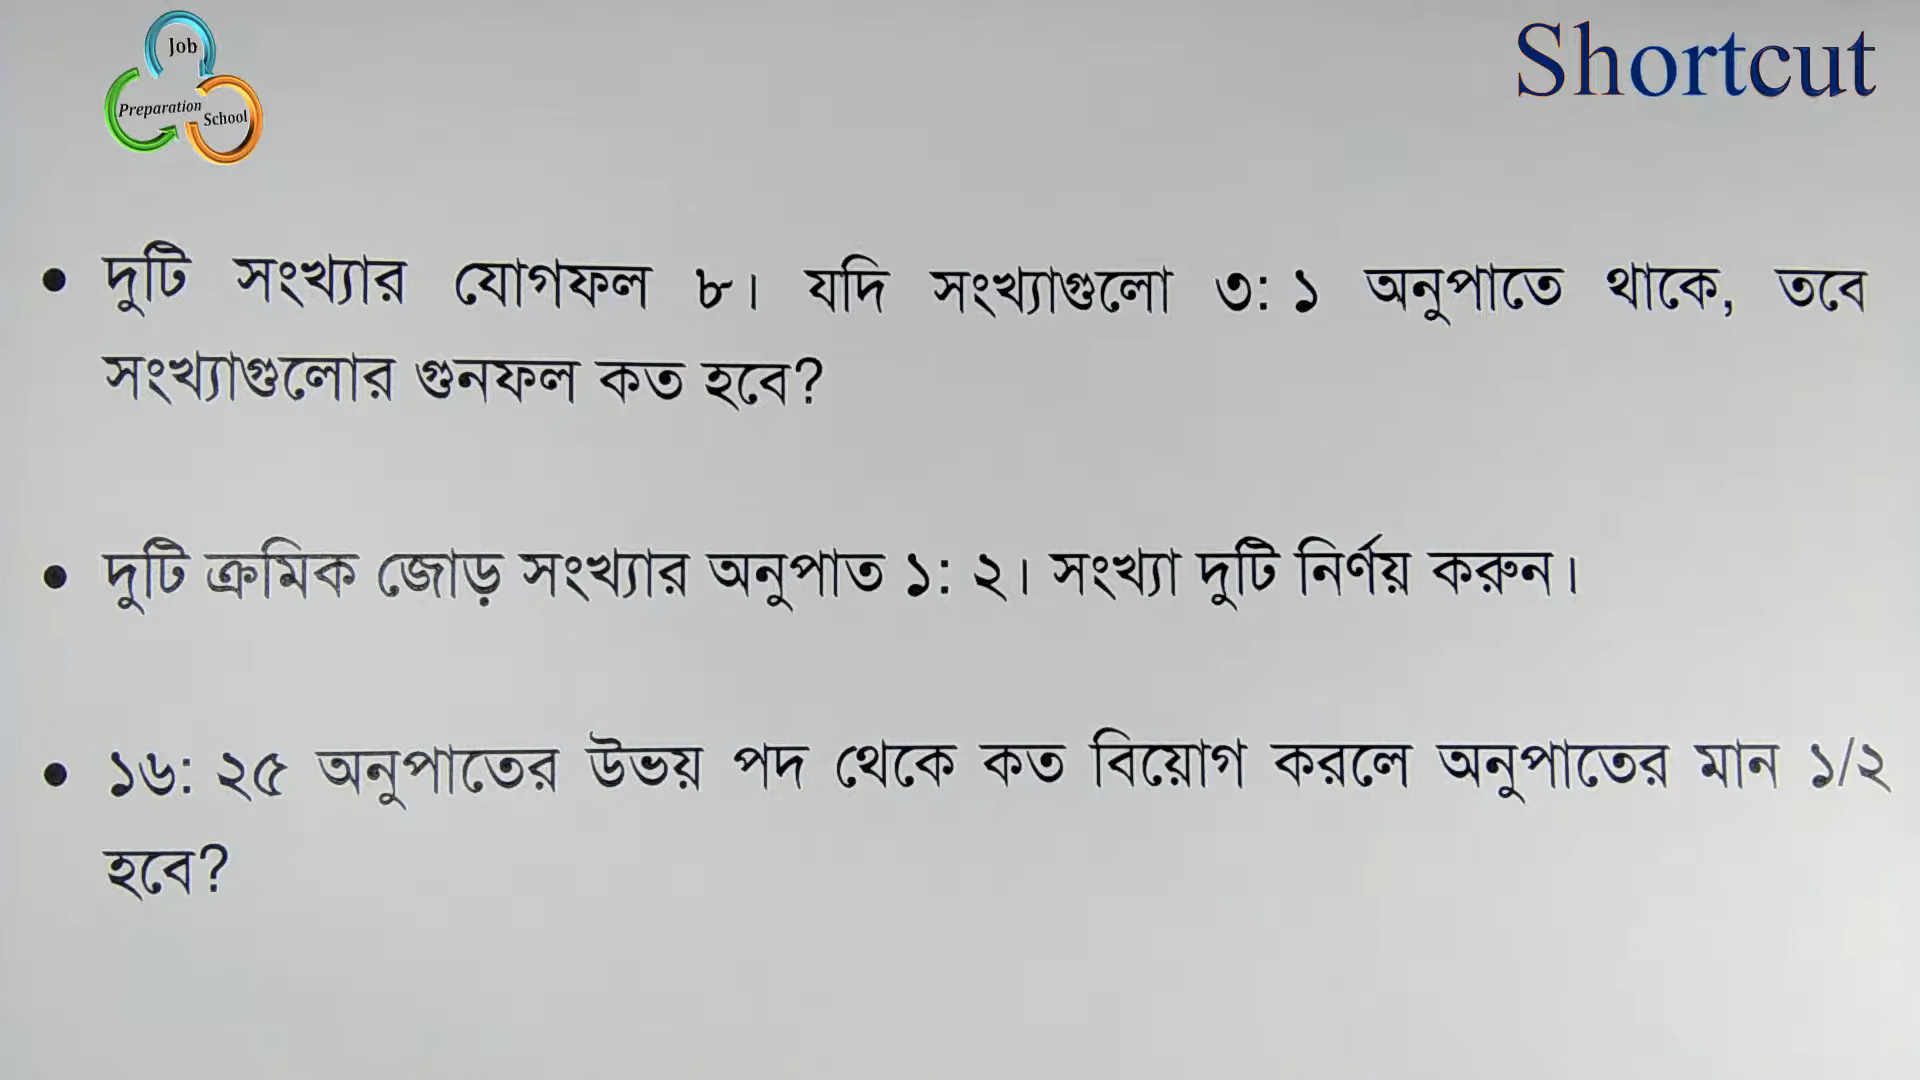 Job
Preparation
School
Shortcut
• দুটি সংখ্যার যোগফল ৮। যদি সংখ্যাগুলো ৩: ১ অনুপাতে থাকে, তবে
সংখ্যাগুলোর গুনফল কত হবে?
• দুটি ক্রমিক জোড় সংখ্যার অনুপাত ১: ২। সংখ্যা দুটি নির্ণয় করুন।
• ১৬: ২৫ অনুপাতের উভয় পদ থেকে কত বিয়োগ করলে অনুপাতের মান ১/২
হবে?